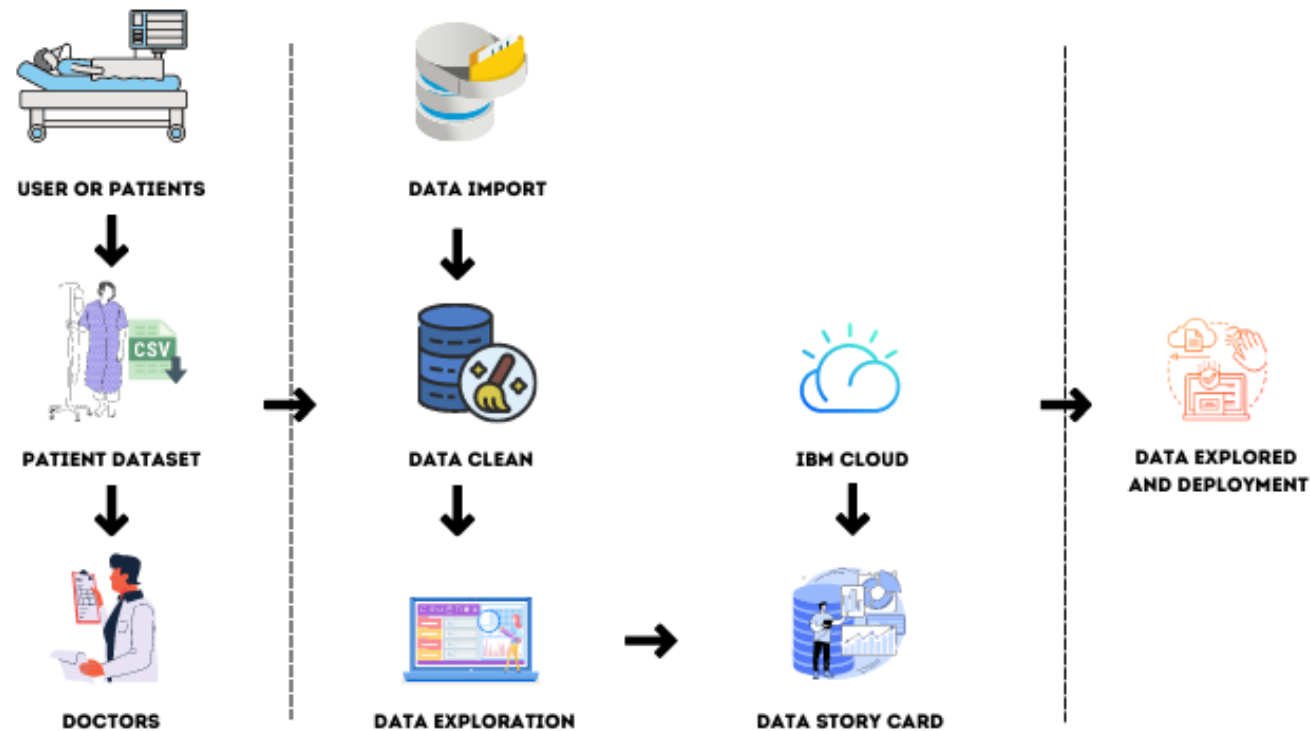 USER OR PATIENTS
DATA IMPORT
CSV
PATIENT DATASET
DATA CLEAN
IBM CLOUD
DATA EXPLORED
AND DEPLOYMENT
DOCTORS
DATA EXPLORATION
DATA STORY CARD